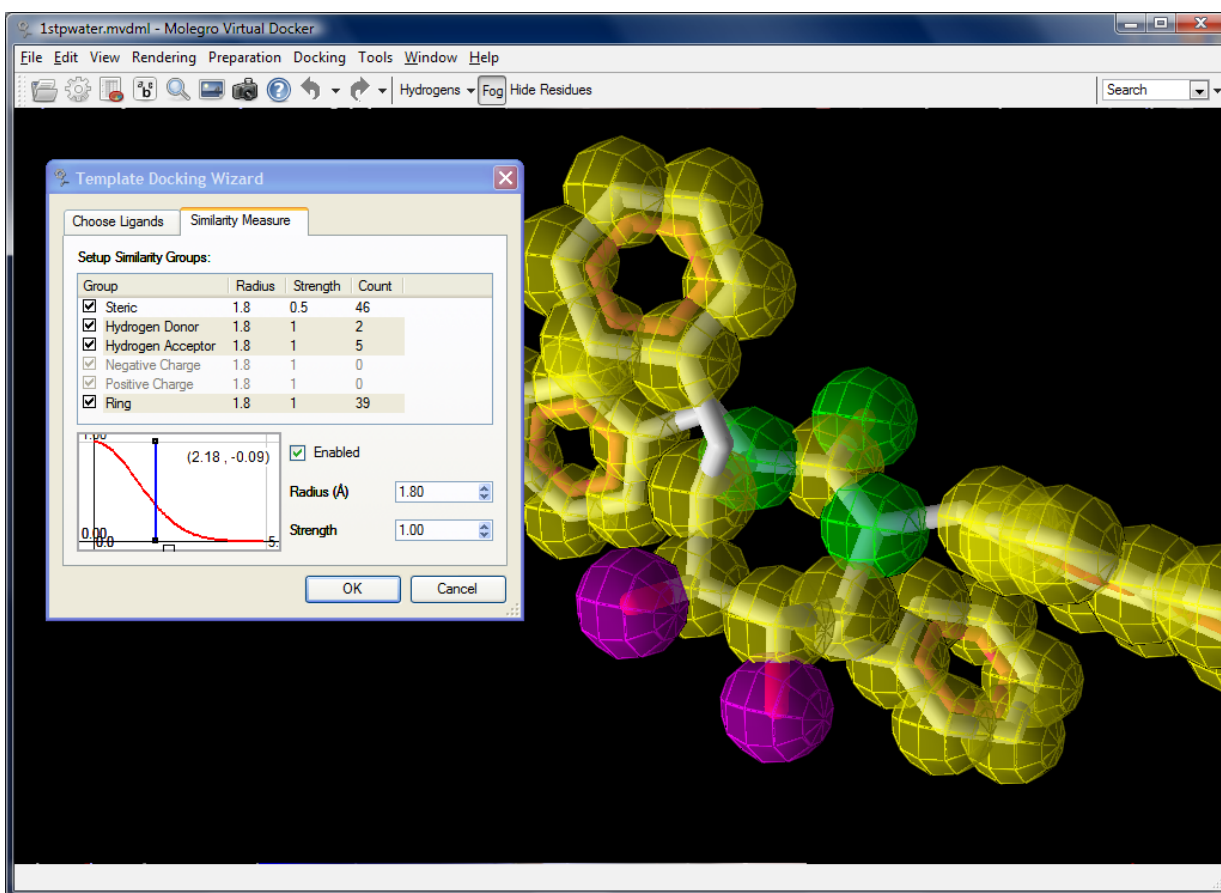 1stpwater.mvdml - Molegro Virtual Docker
File Edit View Rendering Preparation Docking Tools Window Help
Hydrogens Fog Hide Residues Search
Template Docking Wizard
Choose Ligands Similarity Measure
Setup Similarity Groups:
Group Radius Strength Count
Steric 1.8 0.5 46
Hydrogen Donor 1.8 1 2
Hydrogen Acceptor 1.8 1 5
Negative Charge 1.8 1 0
Positive Charge 1.8 1 0
Ring 1.8 1 39
1.00
(2.18 , -0.09)
Enabled
Radius (Å) 1.80
Strength 1.00
0.00
0.0 5.
OK Cancel